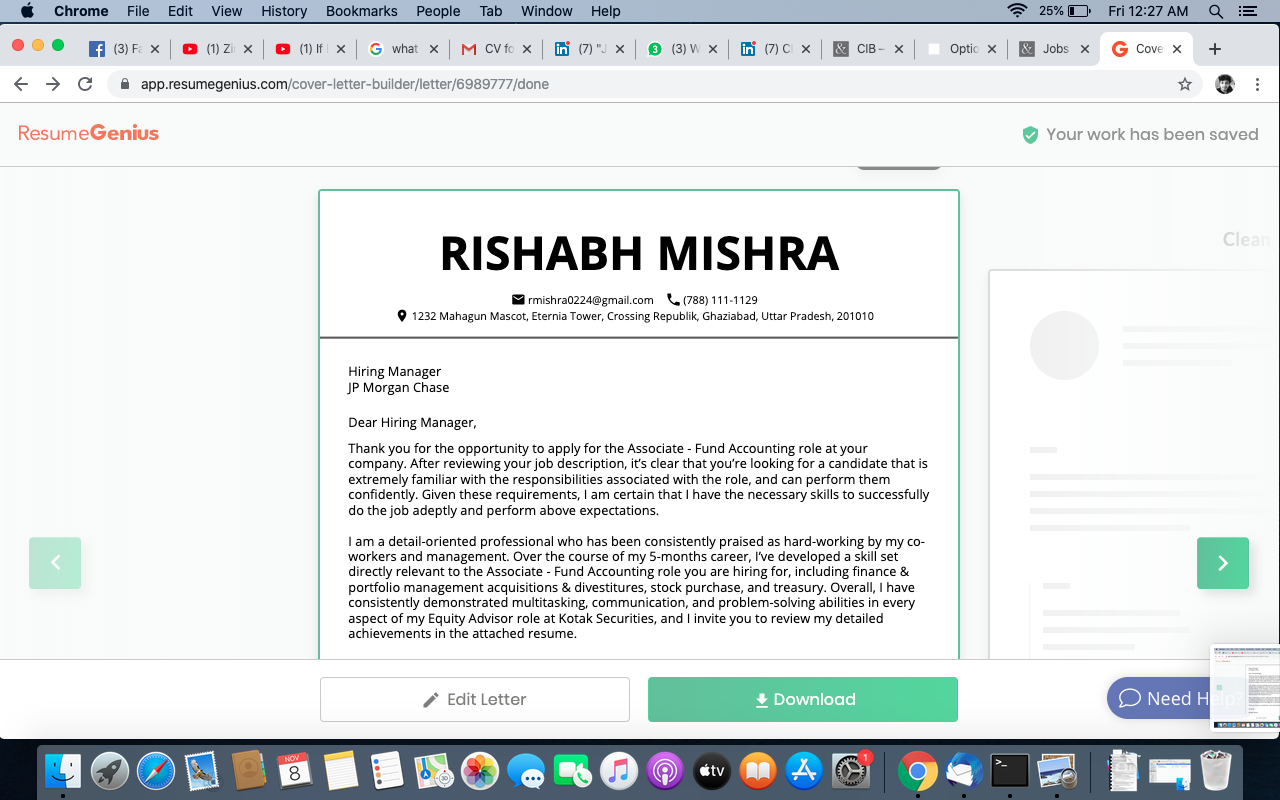 Chrome File Edit View History Bookmarks People Tab Window Help 25% Fri 12:27 AM
(3) Fa (1) Zi (1) If what CV fo (7) "J 3 (3) W (7) C CIB – Optio Jobs Cove
app.resumegenius.com/cover-letter-builder/letter/6989777/done
ResumeGenius
Your work has been saved
Clean
RISHABH MISHRA
rmishra0224@gmail.com (788) 111-1129
1232 Mahagun Mascot, Eternia Tower, Crossing Republik, Ghaziabad, Uttar Pradesh, 201010
Hiring Manager
JP Morgan Chase
Dear Hiring Manager,
Thank you for the opportunity to apply for the Associate - Fund Accounting role at your
company. After reviewing your job description, it’s clear that you’re looking for a candidate that is
extremely familiar with the responsibilities associated with the role, and can perform them
confidently. Given these requirements, I am certain that I have the necessary skills to successfully
do the job adeptly and perform above expectations.
I am a detail-oriented professional who has been consistently praised as hard-working by my co-
workers and management. Over the course of my 5-months career, I’ve developed a skill set
directly relevant to the Associate - Fund Accounting role you are hiring for, including finance &
portfolio management acquisitions & divestitures, stock purchase, and treasury. Overall, I have
consistently demonstrated multitasking, communication, and problem-solving abilities in every
aspect of my Equity Advisor role at Kotak Securities, and I invite you to review my detailed
achievements in the attached resume.
Edit Letter
Download
Need Help?
NOV
8
tv
1